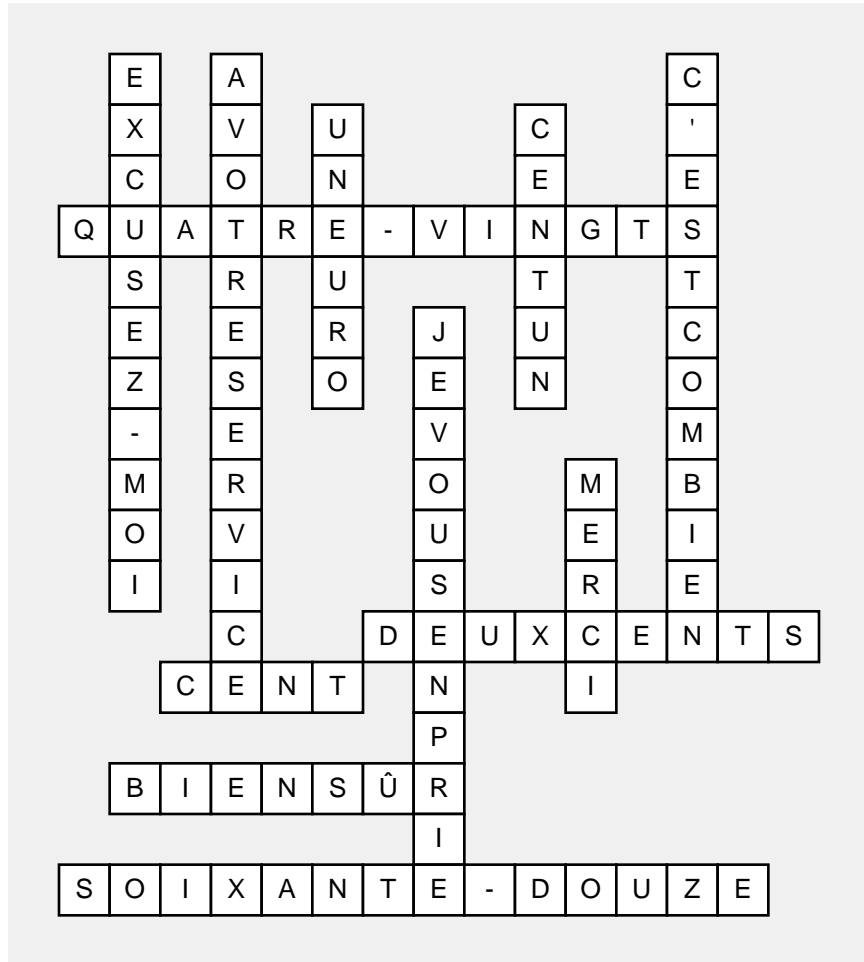 EXCUSEZ-MOI
AVOTRESERVICE
C'ESTCOMBIEN
UNEURO
CENTUN
QUATRE-VINGTS
JEVOUSENPRIE
MERCI
DEUXCENTS
CENT
BIENSÛR
SOIXANTE-DOUZE